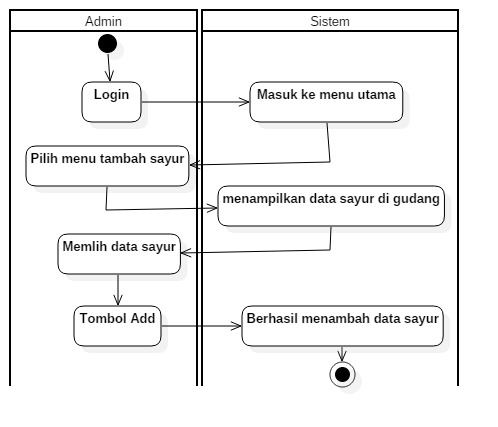 Admin
Sistem
Login
Masuk ke menu utama
Pilih menu tambah sayur
menampilkan data sayur di gudang
Memlih data sayur
Tombol Add
Berhasil menambah data sayur